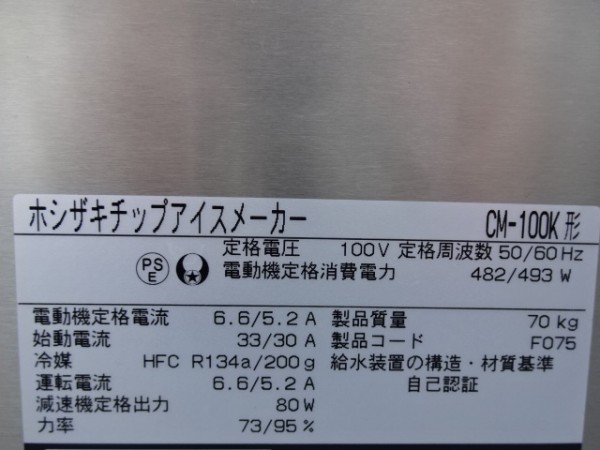 ホシザキチップアイスメーカー CM-100K 形
定格電圧 100V 定格周波数 50/60Hz
PS
E
電動機定格消費電力 482/493 W
電動機定格電流 6.6/5.2 A 製品質量 70 kg
始動電流 33/30 A 製品コード F075
冷媒 HFC R134a/200g 給水装置の構造・材質基準
運転電流 6.6/5.2 A 自己認証
減速機定格出力 80W
力率 73/95 %